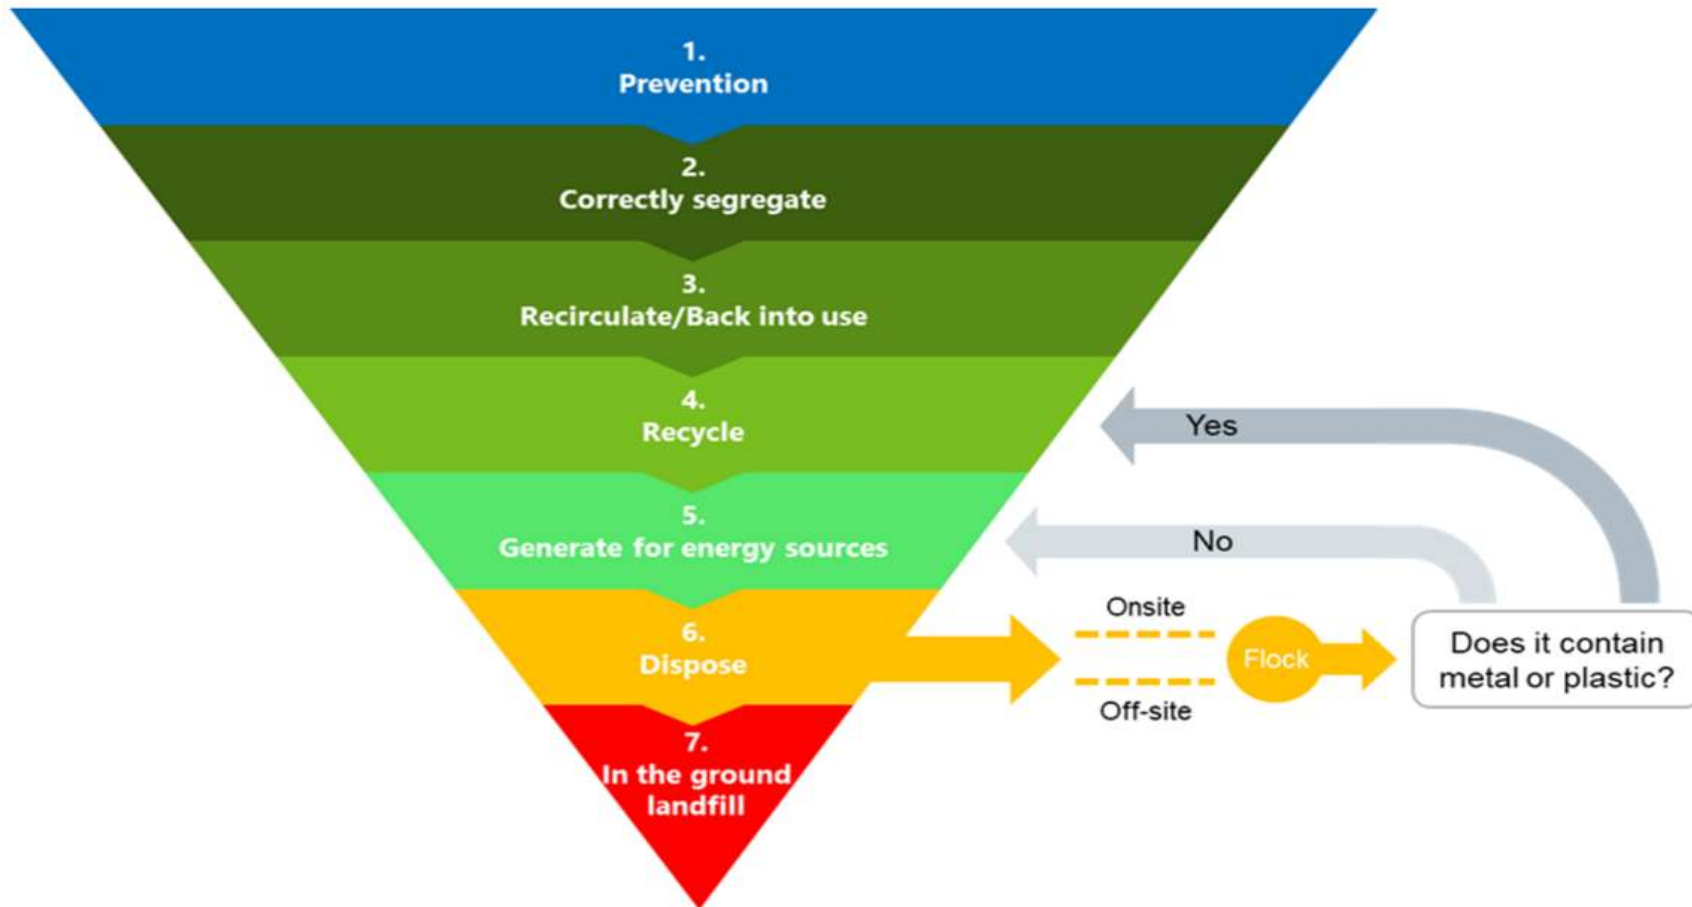 1.
Prevention
2.
Correctly segregate
3.
Recirculate/Back into use
4.
Recycle
Yes
5.
Generate for energy sources
No
6.
Dispose
Onsite
Off-site
Flock
Does it contain
metal or plastic?
7.
In the ground
landfill